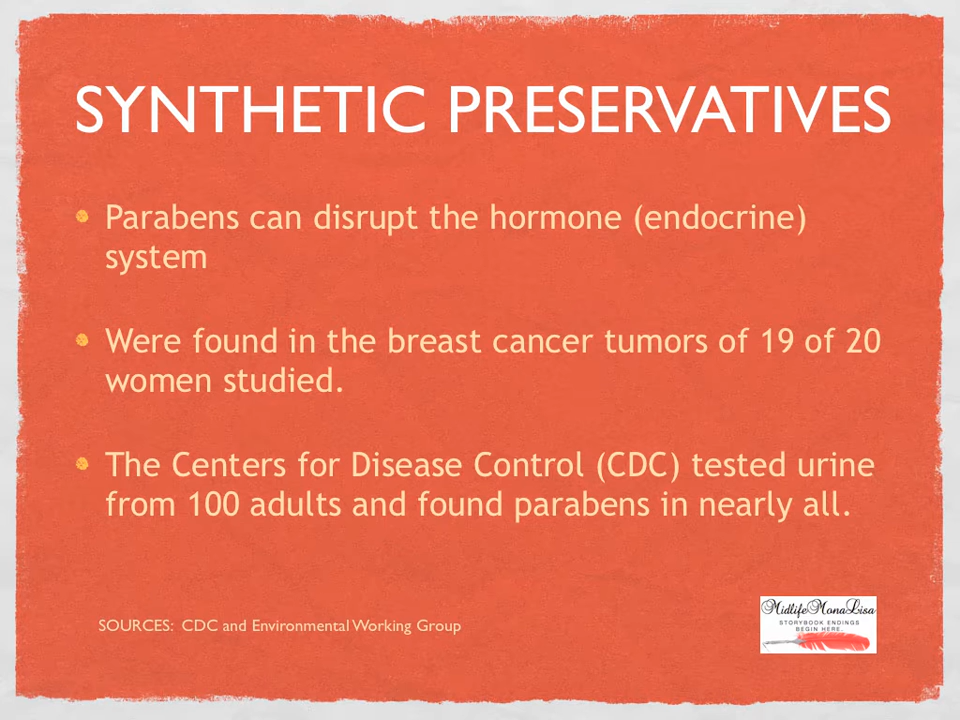 SYNTHETIC PRESERVATIVES
Parabens can disrupt the hormone (endocrine)
system
Were found in the breast cancer tumors of 19 of 20
women studied.
The Centers for Disease Control (CDC) tested urine
from 100 adults and found parabens in nearly all.
SOURCES: CDC and Environmental Working Group
MidlifeMonaLisa
STORYBOOK ENDINGS
BEGIN HERE.